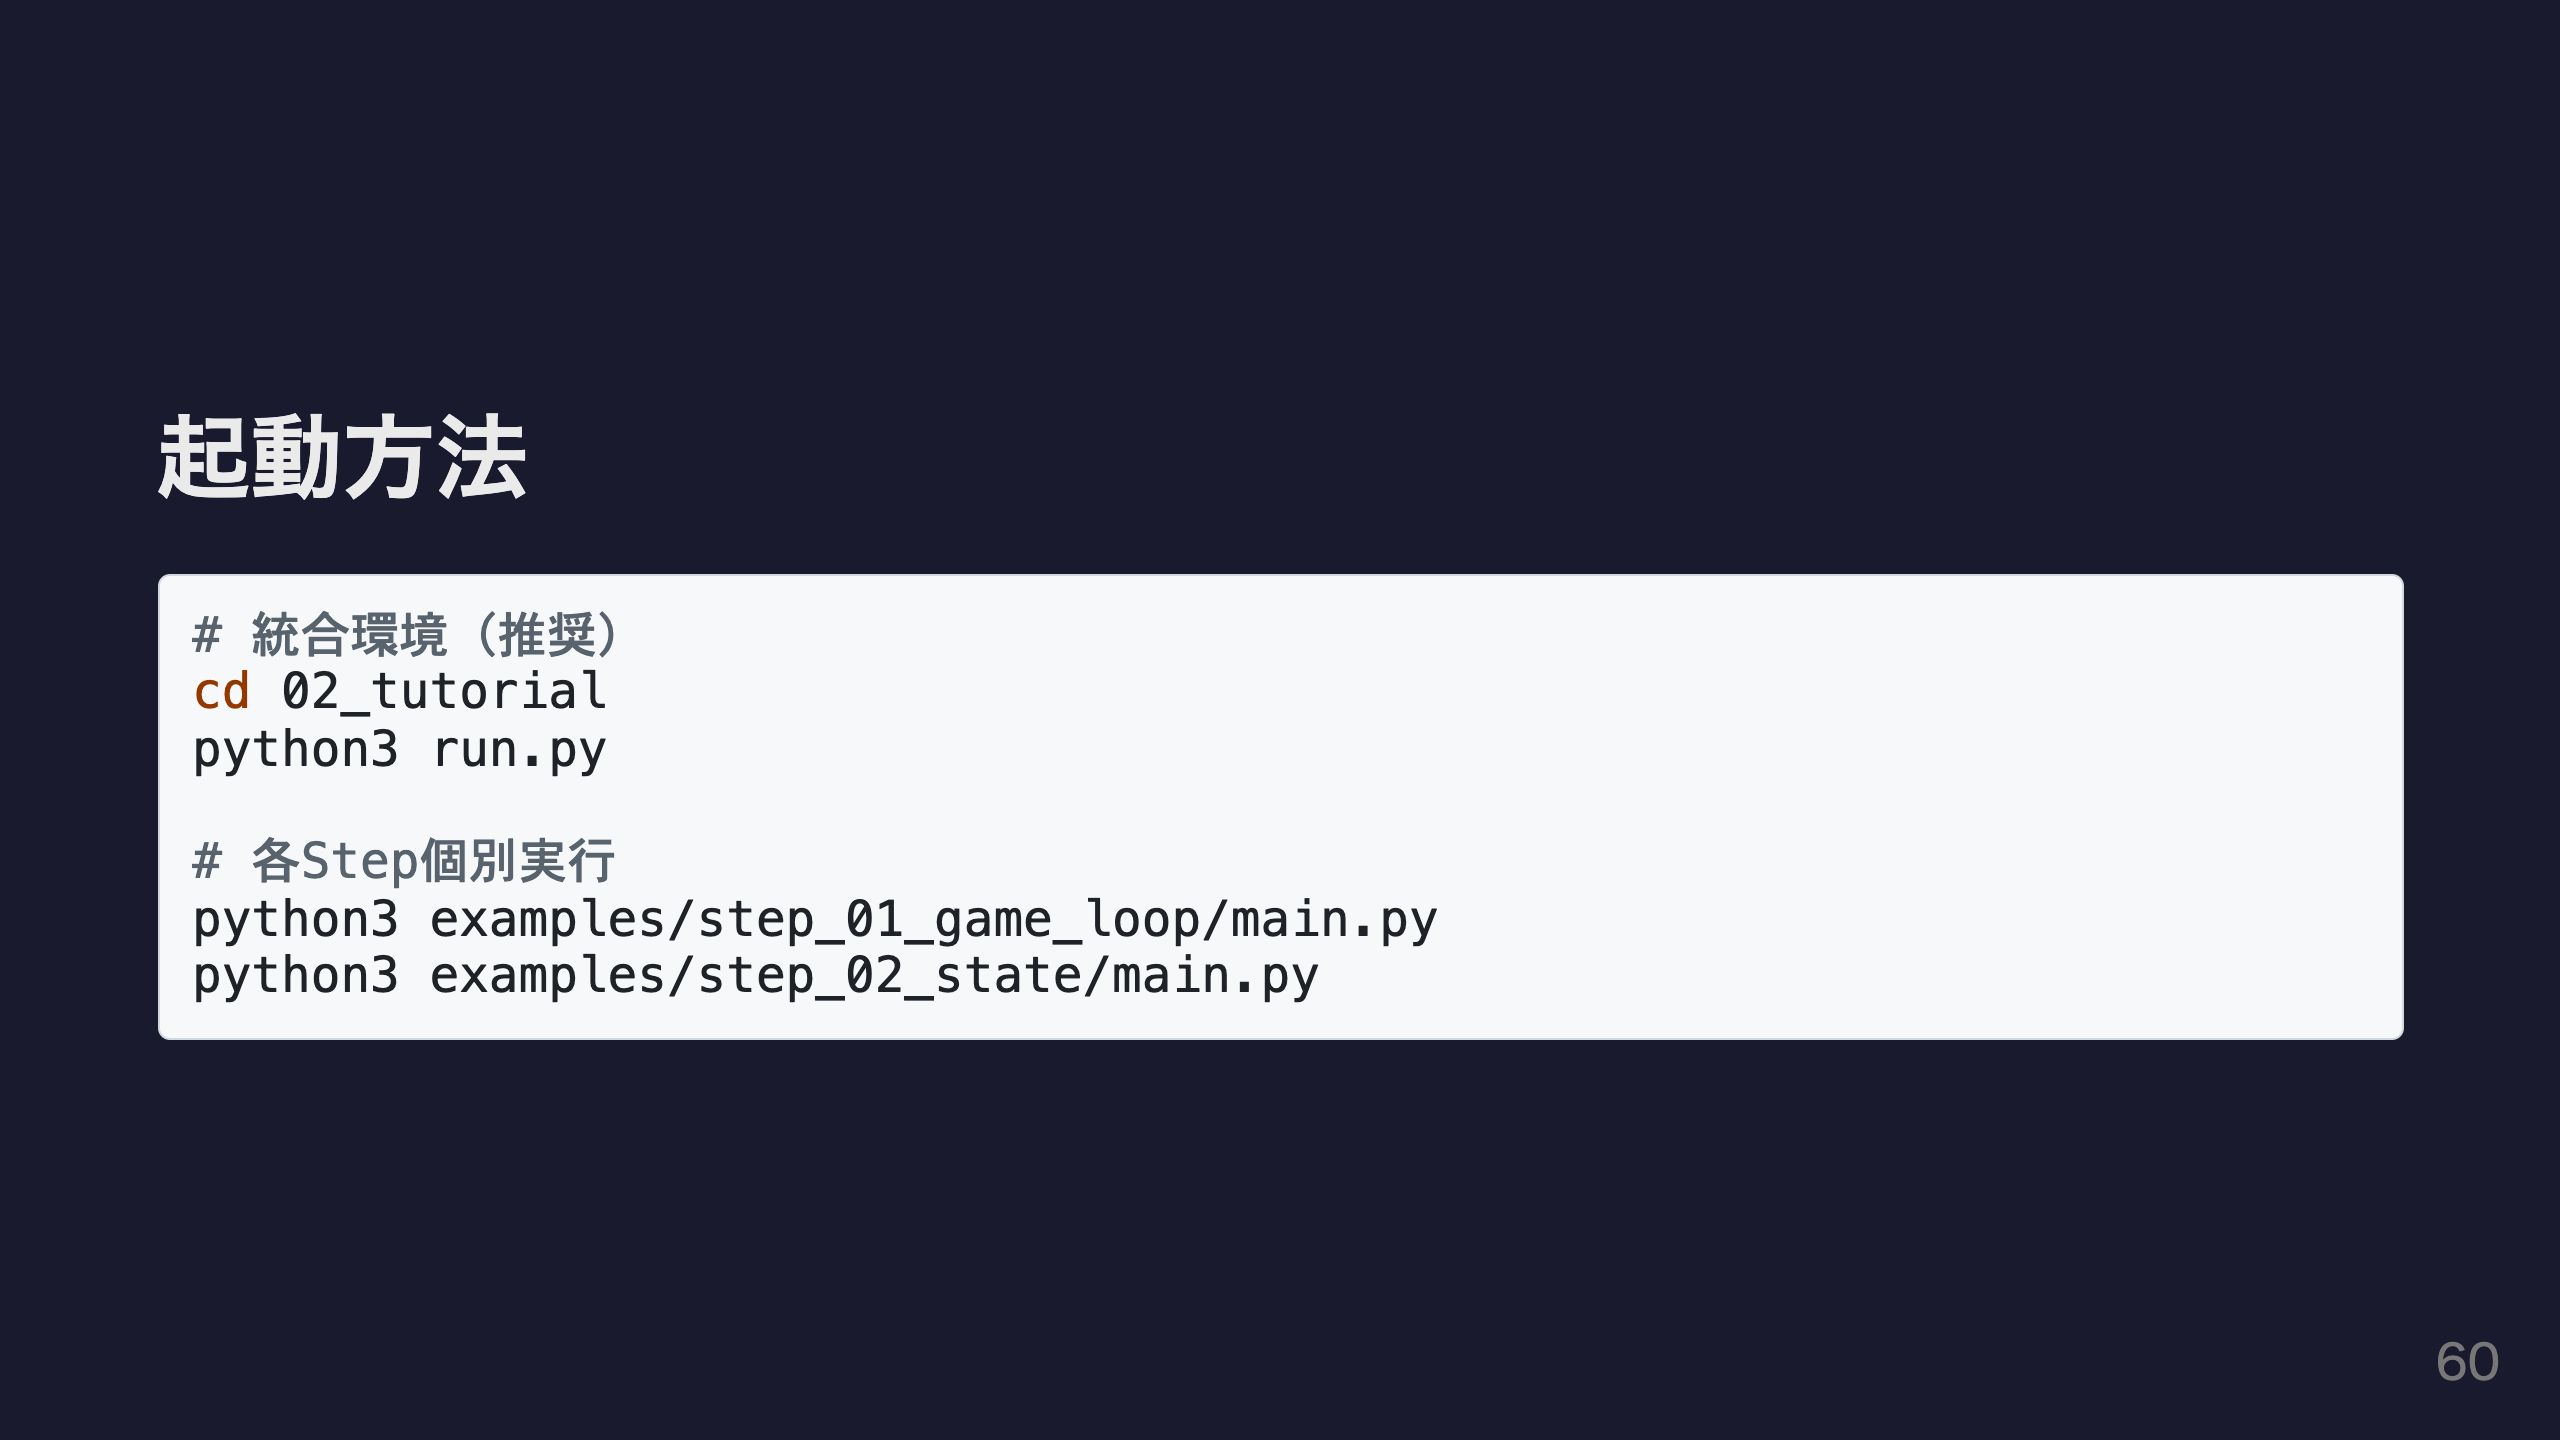 起動方法
# 統合環境（推奨）
cd 02_tutorial
python3 run.py
# 各Step個別実行
python3 examples/step_01_game_loop/main.py
python3 examples/step_02_state/main.py
60